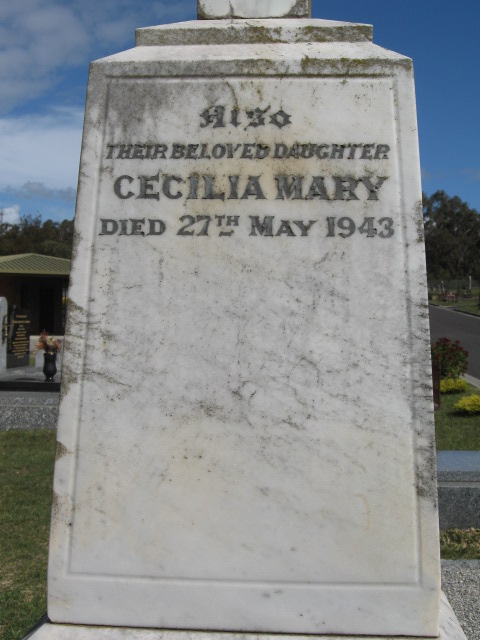 Also
THEIR BELOVED DAUGHTER
CECILIA MARY
DIED 27TH MAY 1943